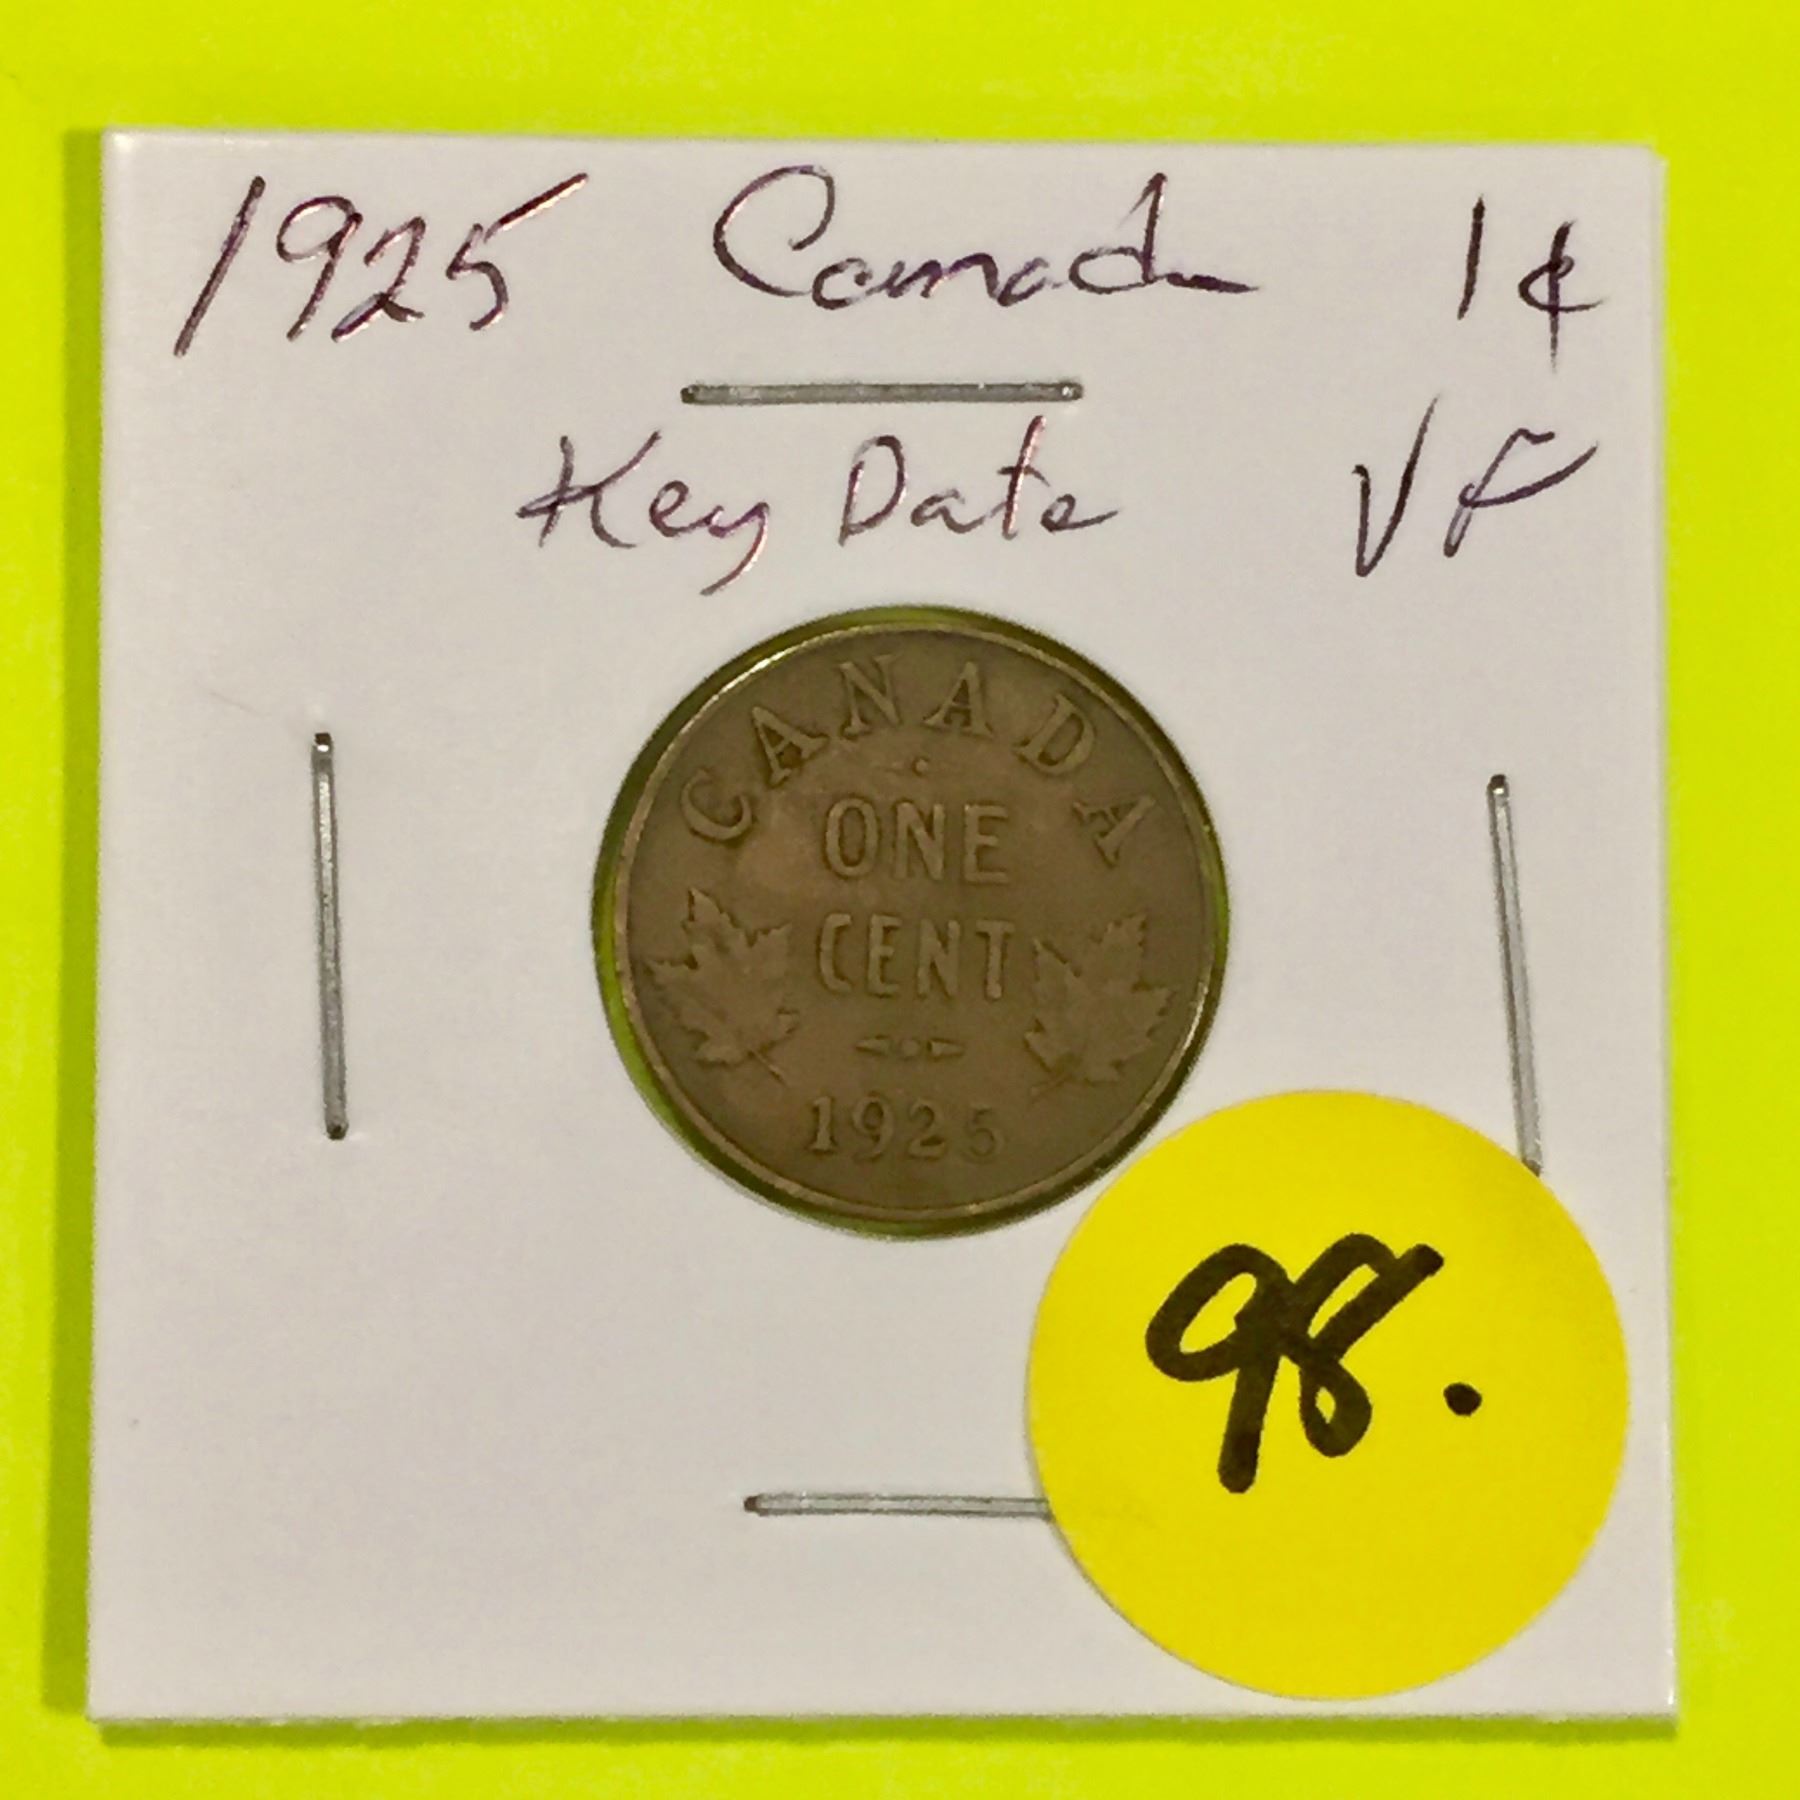 1925 Canada 1¢
Key Date VF
CANADA
ONE
CENT
1925
98.